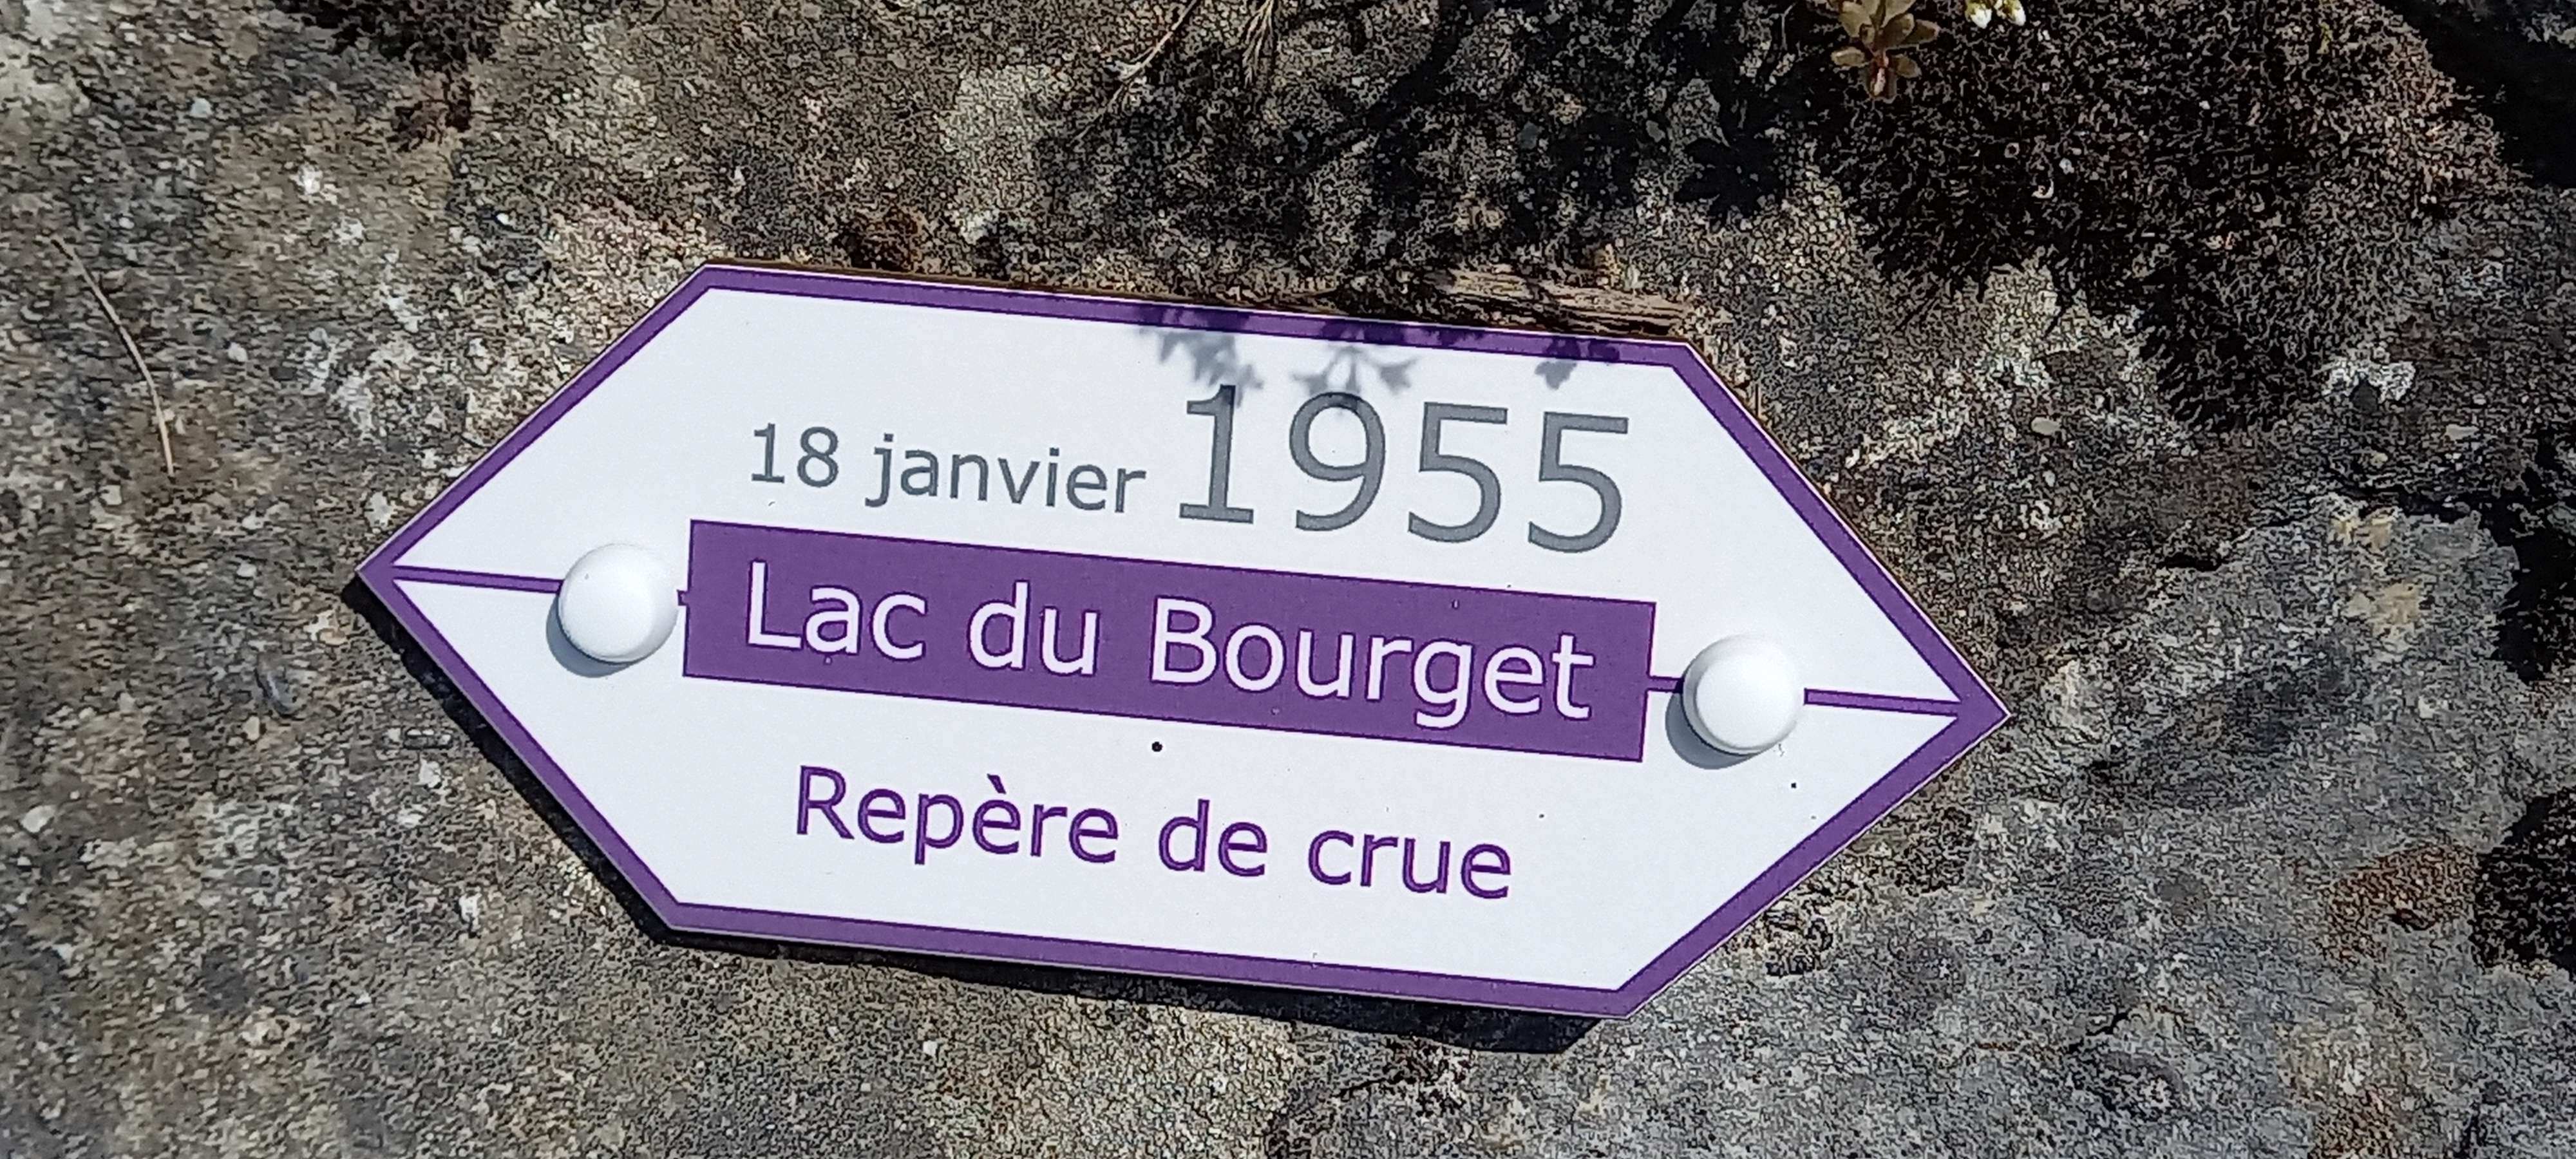 18 janvier 1955
Lac du Bourget
Repère de crue